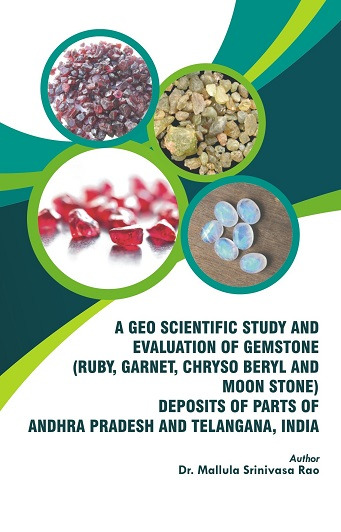 A GEO SCIENTIFIC STUDY AND
EVALUATION OF GEMSTONE
(RUBY, GARNET, CHRYSO BERYL AND
MOON STONE)
DEPOSITS OF PARTS OF
ANDHRA PRADESH AND TELANGANA, INDIA
Author
Dr. Mallula Srinivasa Rao